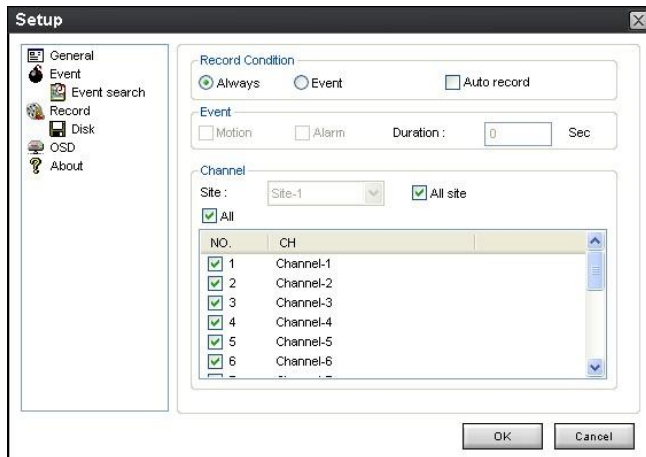 Setup
General
Event
Event search
Record
Disk
OSD
About
Record Condition
Always Event Auto record
Event
Motion Alarm Duration : 0 Sec
Channel
Site : Site-1 All site
All
NO. CH
1 Channel-1
2 Channel-2
3 Channel-3
4 Channel-4
5 Channel-5
6 Channel-6
OK Cancel